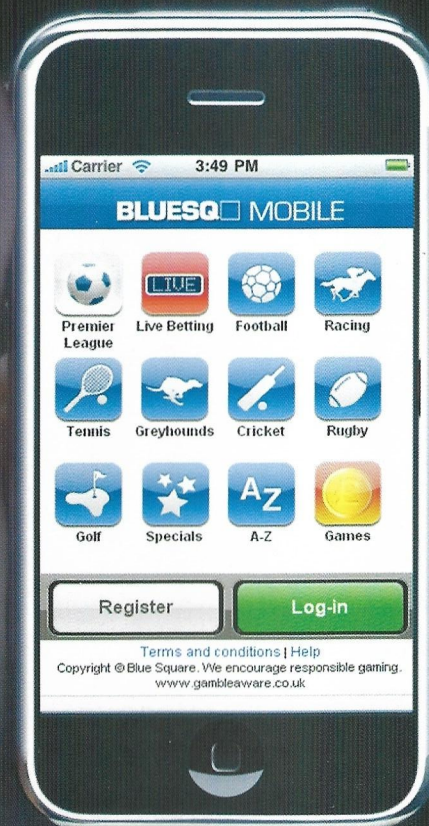 Carrier 3:49 PM
BLUESQ□ MOBILE
LIVE
Premier League
Live Betting
Football
Racing
Tennis
Greyhounds
Cricket
Rugby
AZ
Golf
Specials
A-Z
Games
Register
Log-in
Terms and conditions | Help
Copyright © Blue Square. We encourage responsible gaming.
www.gambleaware.co.uk